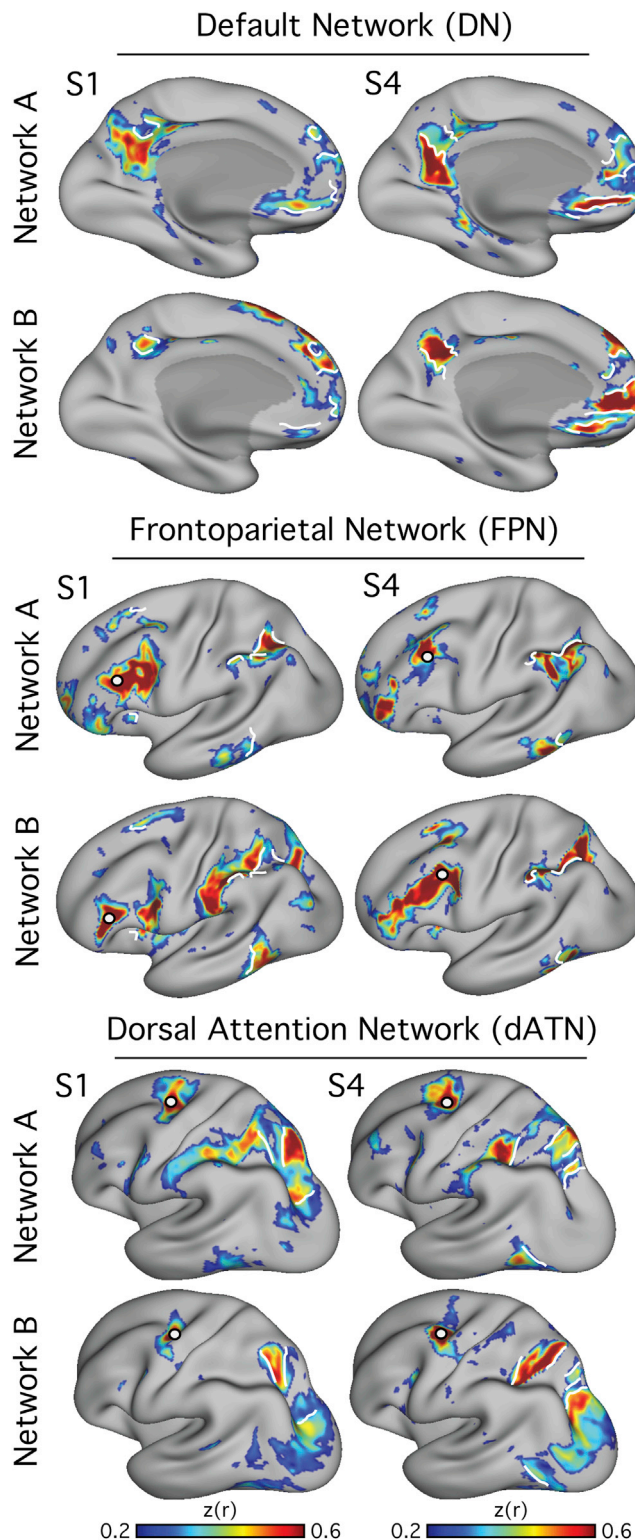 Default Network (DN)
S1 S4
Network A
Network B
Frontoparietal Network (FPN)
S1 S4
Network A
Network B
Dorsal Attention Network (dATN)
S1 S4
Network A
Network B
z(r) z(r)
0.2 0.6 0.2 0.6